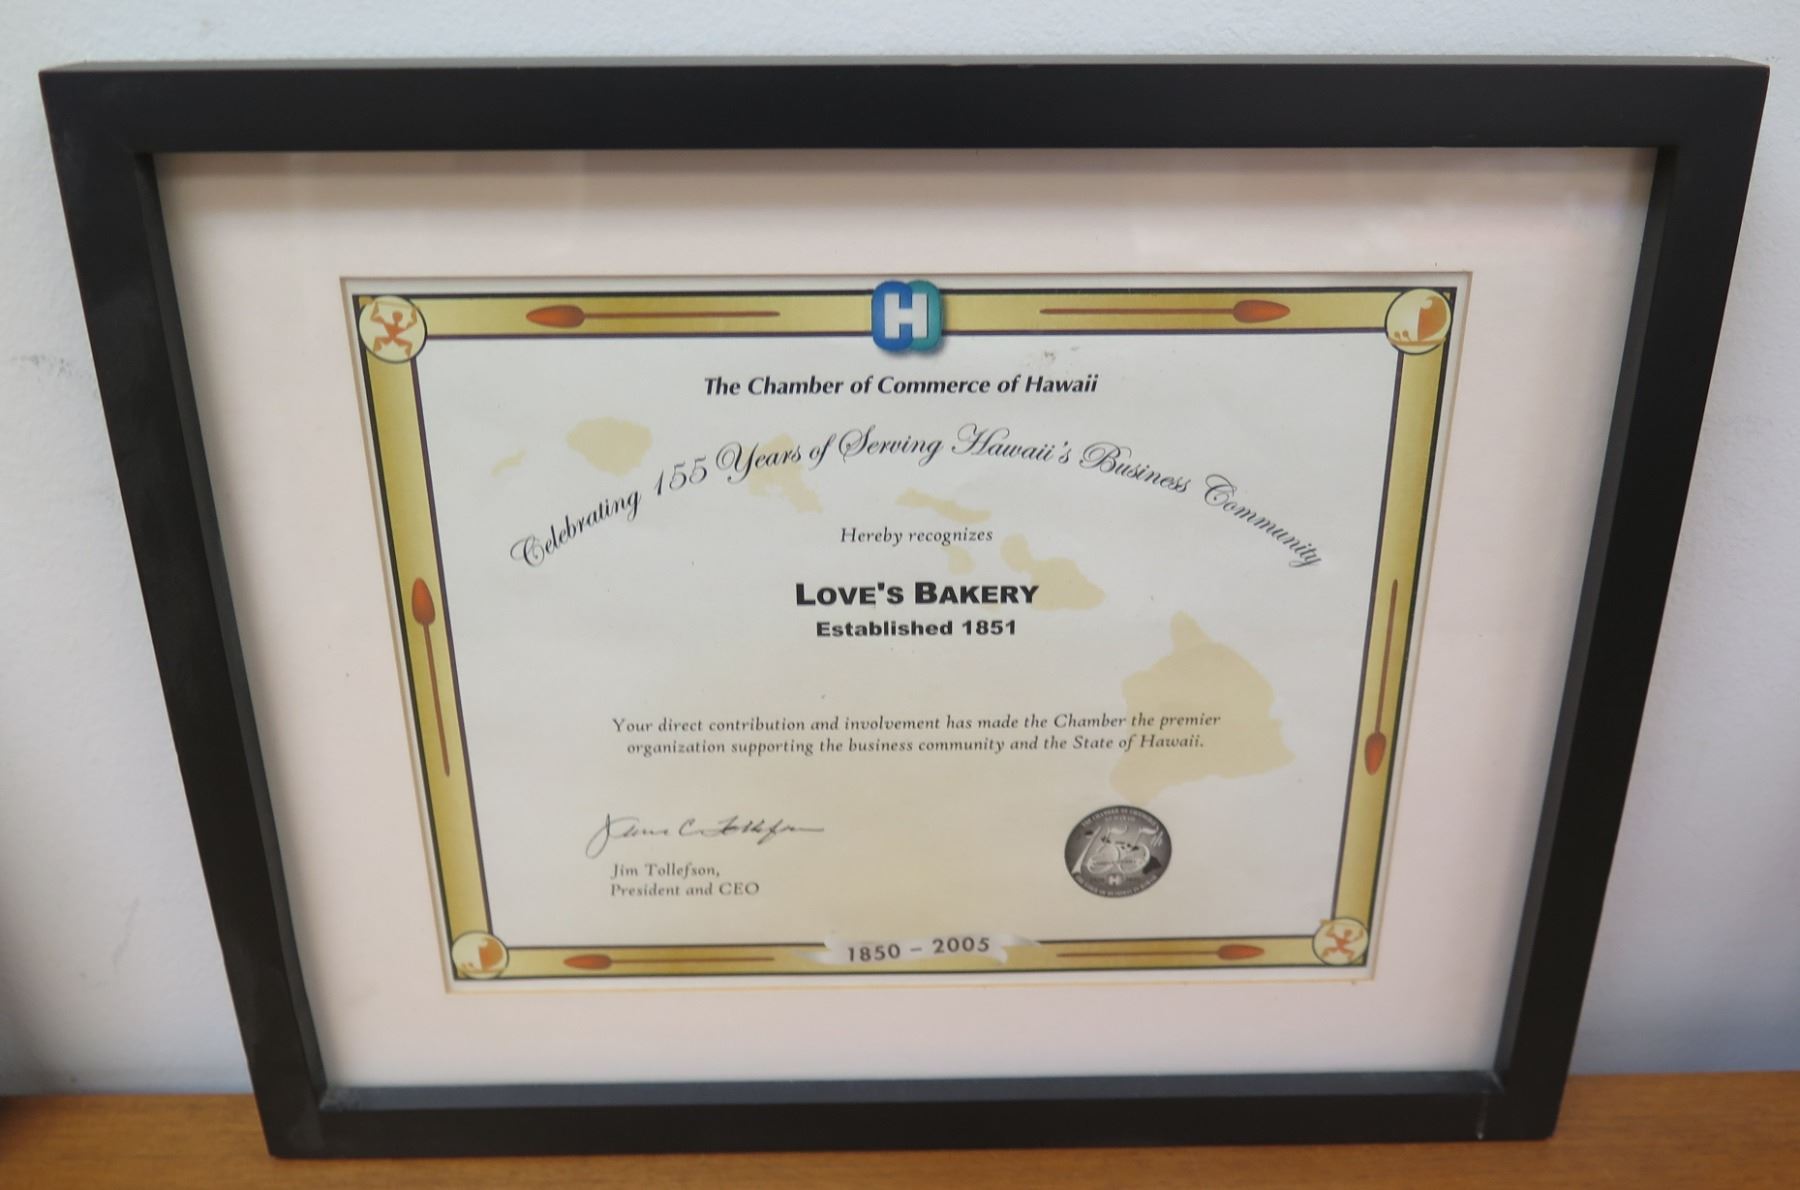 H
The Chamber of Commerce of Hawaii
Celebrating 155 Years of Serving Hawaii's Business Community
Hereby recognizes
LOVE'S BAKERY
Established 1851
Your direct contribution and involvement has made the Chamber the premier
organization supporting the business community and the State of Hawaii.
Jim Tollefson,
President and CEO
155th
1850 – 2005